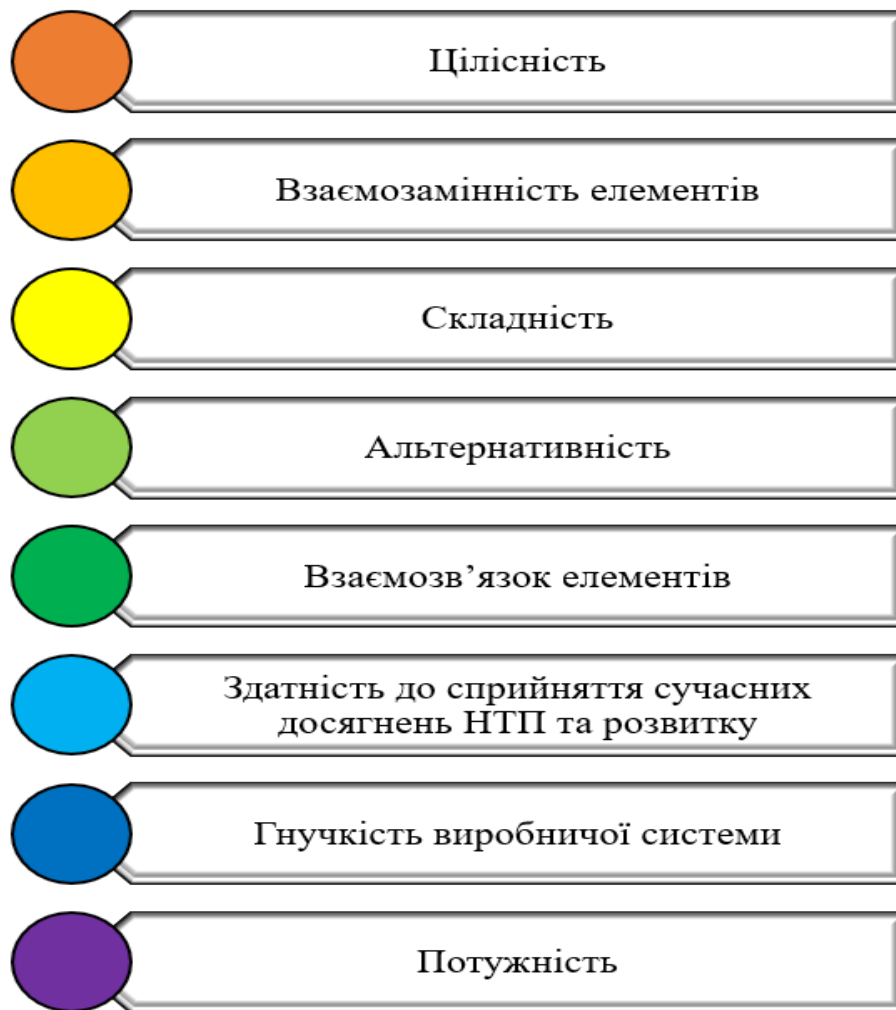 Цілісність
Взаємозамінність елементів
Складність
Альтернативність
Взаємозв’язок елементів
Здатність до сприйняття сучасних
досягнень НТП та розвитку
Гнучкість виробничої системи
Потужність